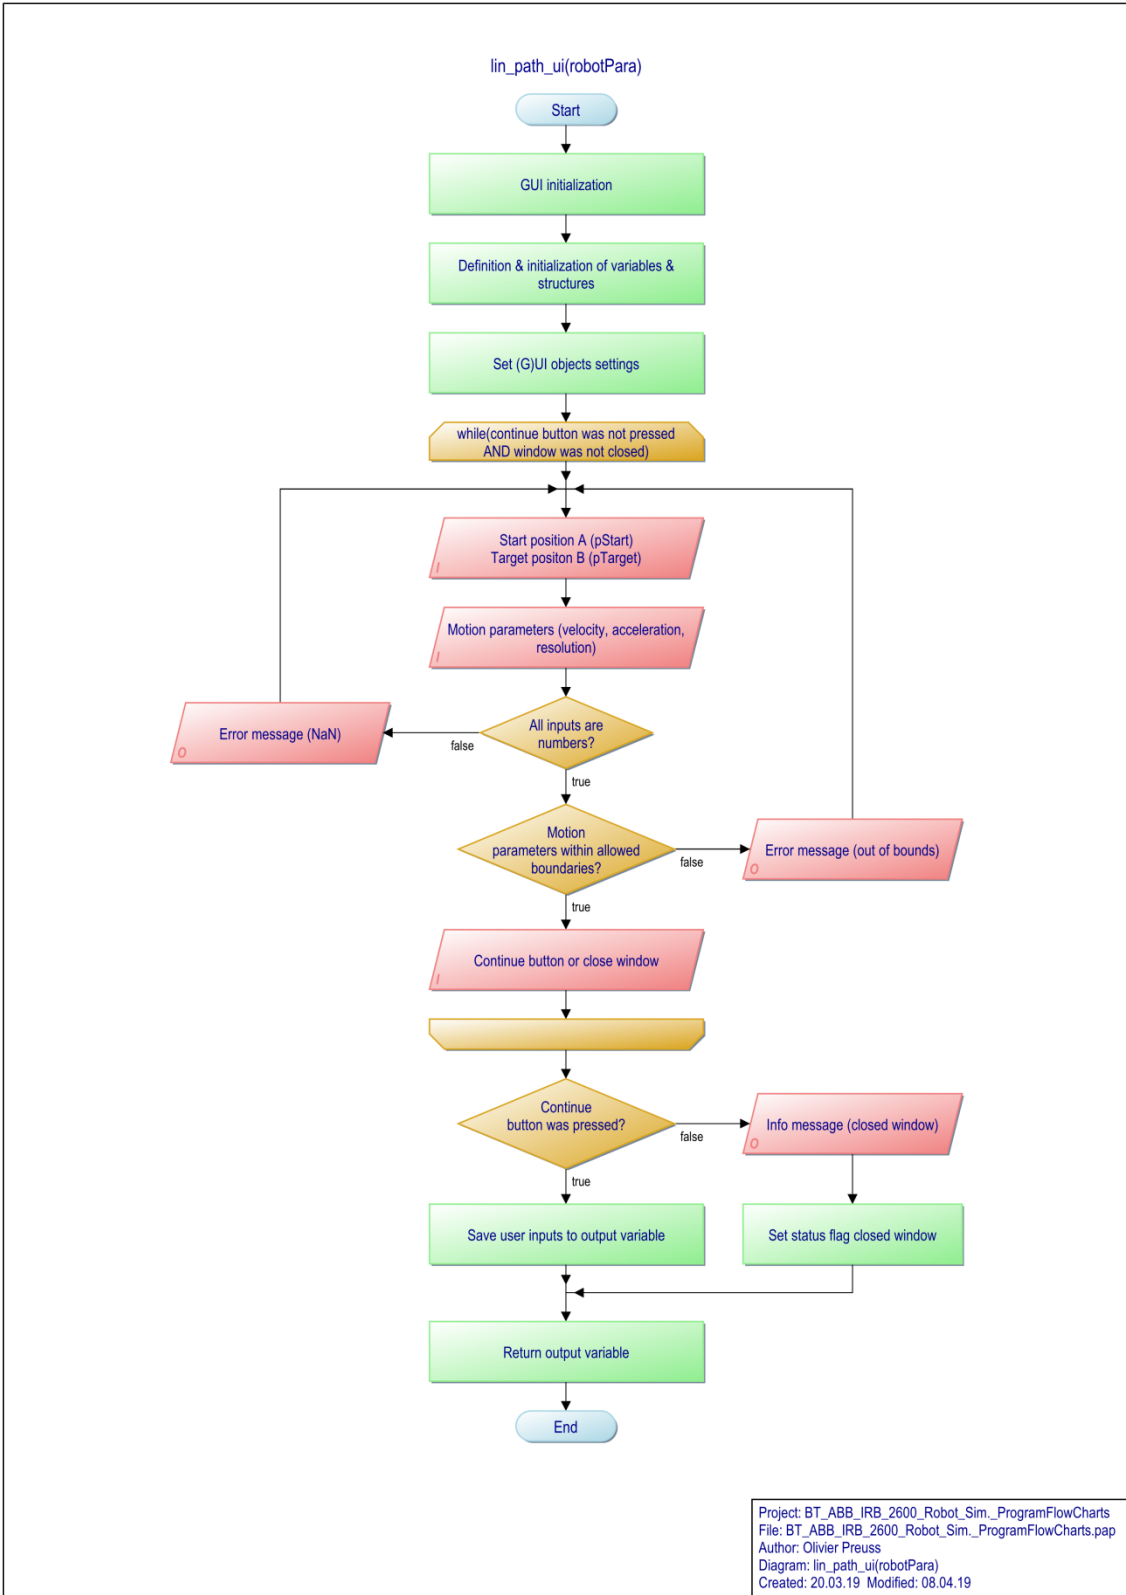 lin_path_ui(robotPara)
Start
GUI initialization
Definition & initialization of variables &
structures
Set (G)UI objects settings
while(continue button was not pressed
AND window was not closed)
Start position A (pStart)
Target positon B (pTarget)
I
Motion parameters (velocity, acceleration,
resolution)
I
All inputs are
numbers?
false
Error message (NaN)
O
true
Motion
parameters within allowed
boundaries?
false
Error message (out of bounds)
O
true
Continue button or close window
I
Continue
button was pressed?
false
Info message (closed window)
O
true
Save user inputs to output variable
Set status flag closed window
Return output variable
End
Project: BT_ABB_IRB_2600_Robot_Sim._ProgramFlowCharts
File: BT_ABB_IRB_2600_Robot_Sim._ProgramFlowCharts.pap
Author: Olivier Preuss
Diagram: lin_path_ui(robotPara)
Created: 20.03.19 Modified: 08.04.19